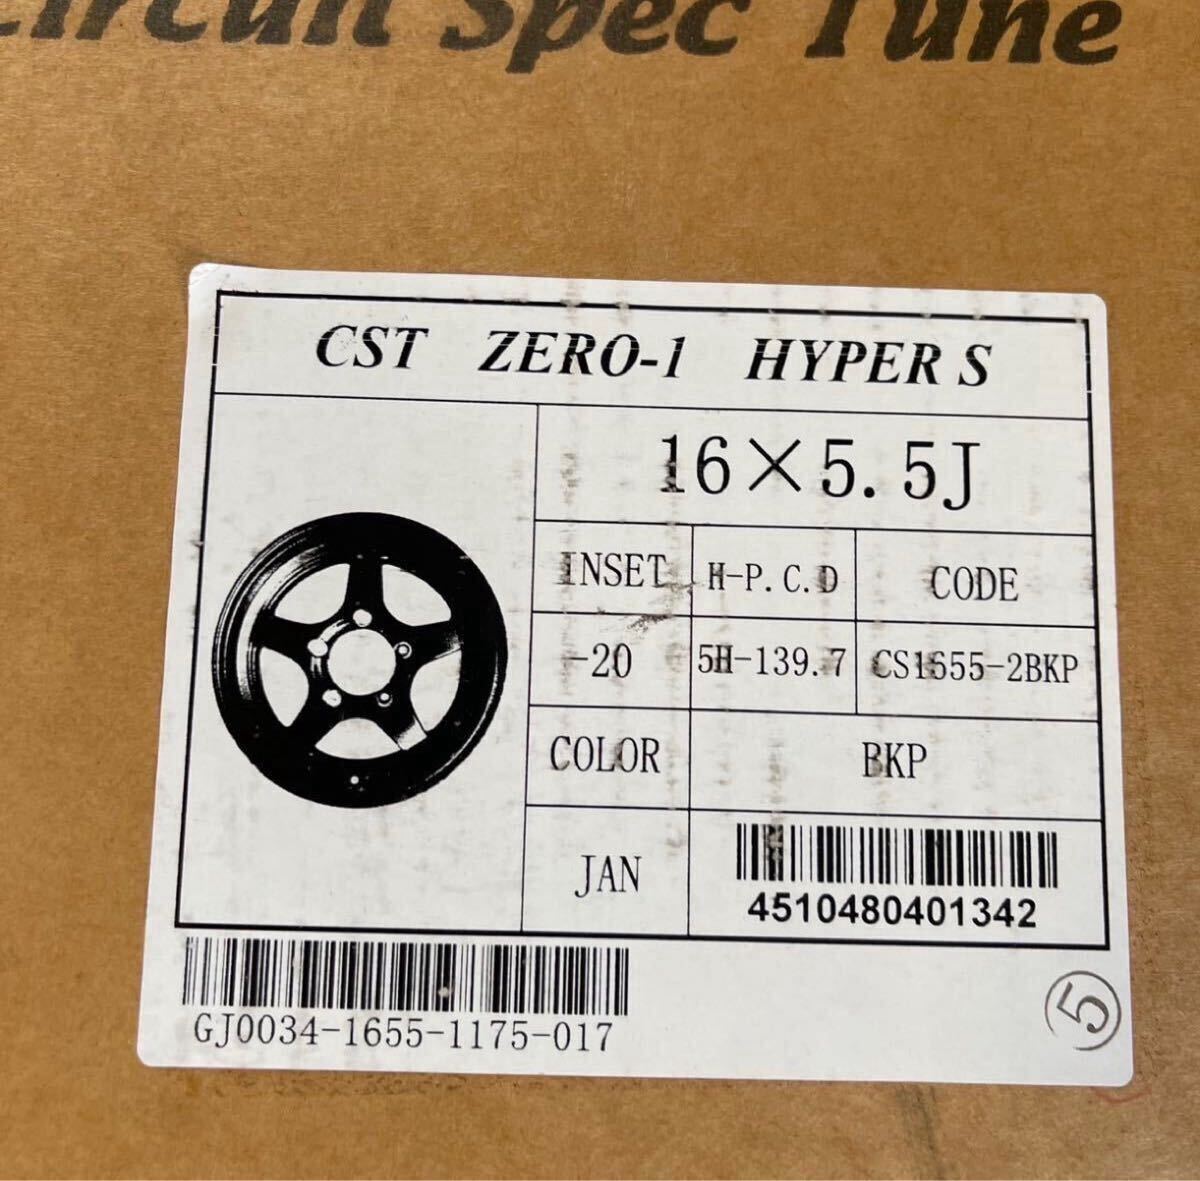 Circuit Spec Tune
CST ZERO-1 HYPER S
16×5.5J
INSET H-P.C.D CODE
-20 5H-139.7 CS1655-2BKP
COLOR BKP
JAN
4510480401342
GJ0034-1655-1175-017
5